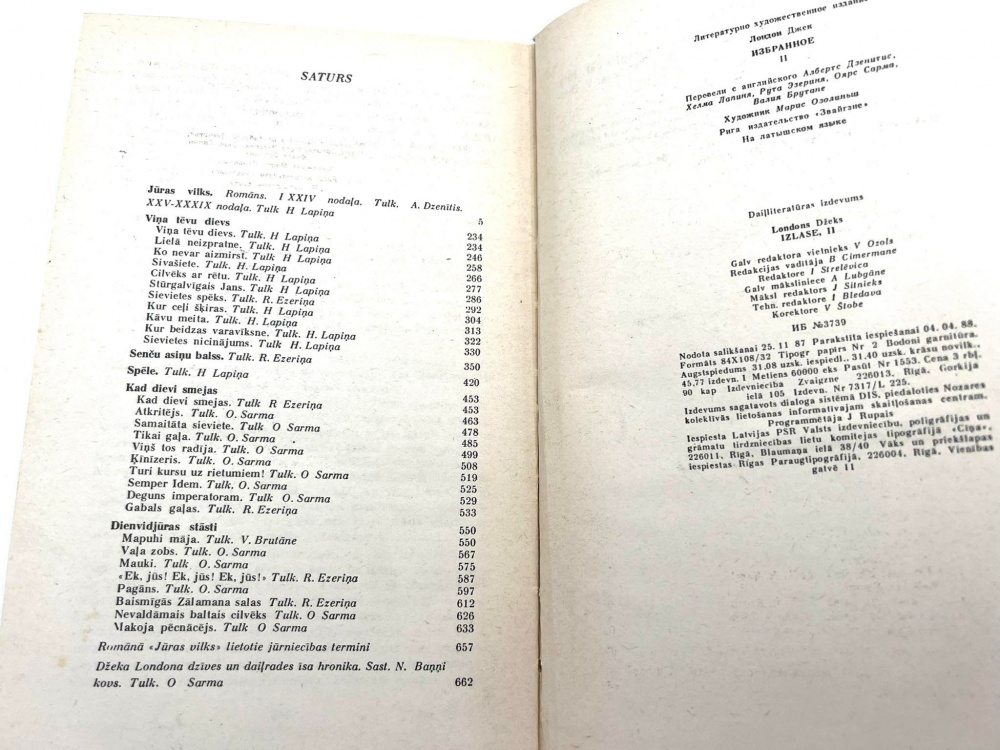 SATURS
Jūras vilks. Romāns. I XXIV nodaļa. Tulk. A. Dzenītis.
XXV-XXXIX nodaļa. Tulk H Lapiņa 5
Viņa tēvu dievs 234
Viņa tēvu dievs. Tulk. H Lapiņa 234
Lielā neizpratne. Tulk. H Lapiņa 246
Ko nevar aizmirst. Tulk. H Lapiņa 258
Sivašiete. Tulk. H. Lapiņa 266
Cilvēks ar rētu. Tulk. H Lapiņa 277
Stūrgalvīgais Jans. Tulk H Lapiņa 286
Sievietes spēks. Tulk. R. Ezeriņa 292
Kur ceļi šķiras. Tulk. H. Lapiņa 304
Kāvu meita. Tulk. H. Lapiņa 313
Kur beidzas varavīksne. Tulk. H. Lapiņa 322
Sievietes nicinājums. Tulk. H. Lapiņa 330
Senču asiņu balss. Tulk. R. Ezeriņa 350
Spēle. Tulk. H Lapiņa 420
Kad dievi smejas 453
Kad dievi smejas. Tulk R Ezeriņa 453
Atkritējs. Tulk. O. Sarma 463
Samaitāta sieviete. Tulk O Sarma 478
Tikai gaļa. Tulk. O. Sarma 485
Viņš tos radīja. Tulk. O. Sarma 499
Ķīnīzeris. Tulk. O. Sarma 508
Turi kursu uz rietumiem! Tulk. O Sarma 519
Semper Idem. Tulk. O. Sarma 525
Deguns imperatoram. Tulk O. Sarma 529
Gabals gaļas. Tulk. R. Ezeriņa 533
Dienvidjūras stāsti 550
Mapuhi māja. Tulk. V. Brutāne 550
Vaļa zobs. Tulk. O. Sarma 567
Mauki. Tulk. O Sarma 575
«Ek, jūs! Ek, jūs! Ek, jūs!» Tulk. R. Ezeriņa 587
Pagāns. Tulk. O. Sarma 597
Baismīgās Zālamana salas Tulk. R. Ezeriņa 612
Nevaldāmais baltais cilvēks Tulk. O Sarma 626
Makoja pēcnācējs. Tulk O Sarma 633
Romānā «Jūras vilks» lietotie jūrniecības termini 657
Džeka Londona dzīves un daiļrades īsa hronika. Sast. N. Baņņi
kovs. Tulk. O Sarma 662
Литературно художественное издание
Лондон Джек
ИЗБРАННОЕ
II
Перевели с английского Албертс Дзенитис,
Хелма Лапиня, Рута Эзериня, Оярс Сарма,
Валия Брутане
Художник Марис Озолиньш
Рига издательство «Звайгзне»
На латышском языке
Daiļliteratūras izdevums
Londons Džeks
IZLASE, II
Galv redaktora vietnieks V Ozols
Redakcijas vadītāja B Cimermane
Redaktore I Strelēvica
Galv māksliniece A Lubgāne
Māksl redaktors J Sitnieks
Tehn. redaktore I Bledava
Korektore V Štobe
ИБ №3739
Nodota salikšanai 25. 11 87 Parakstīta iespiešanai 04. 04. 88.
Formāts 84X108/32 Tipogr papīrs Nr 2 Bodoni garnitūra.
Augstspiedums 31.08 uzsk. iespiedl., 31.40 uzsk. krāsu novilk.,
45.77 izdevn. l Metiens 60000 eks Pasūt Nr 1553. Cena 3 rbļ.
90 kap Izdevniecība Zvaigzne 226013, Rīgā, Gorkija
ielā 105 Izdevn. Nr 7317/L 225.
Izdevums sagatavots dialoga sistēmā DIS, piedaloties Nozares
kolektīvās lietošanas informatīvajam skaitļošanas centram.
Programmētāja J Rupais
Iespiesta Latvijas PSR Valsts izdevniecību, poligrāfijas un
grāmatu tirdzniecības lietu komitejas tipogrāfijā «Cīņa»,
226011, Rīgā, Blaumaņa ielā 38/40 Vāks un priekšlapas
iespiestas Rīgas Paraugtipogrāfijā, 226004, Rīgā, Vienības
gatvē 11